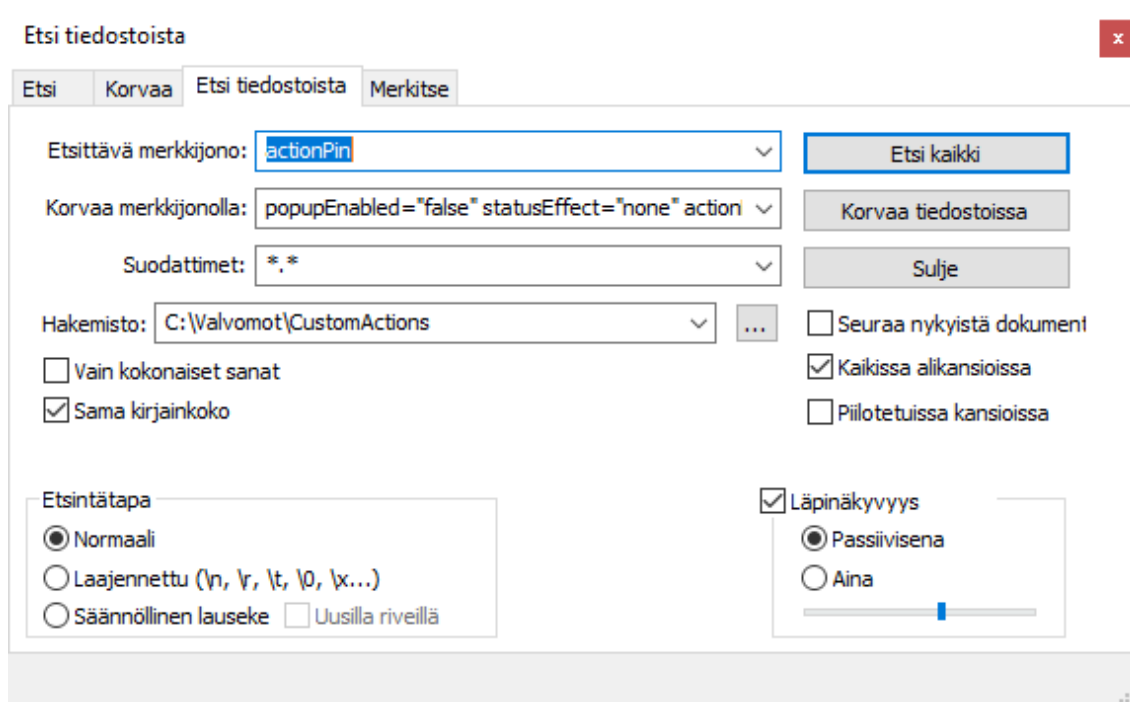 Etsi tiedostoista
x
Etsi Korvaa Etsi tiedostoista Merkitse
Etsittävä merkkijono: actionPin Etsi kaikki
Korvaa merkkijonolla: popupEnabled="false" statusEffect="none" action Korvaa tiedostoissa
Suodattimet: *.* Sulje
Hakemisto: C:\Valvomot\CustomActions ... Seuraa nykyistä dokument
Vain kokonaiset sanat Kaikissa alikansioissa
Sama kirjainkoko Piilotetuissa kansioissa
Etsintätapa Läpinäkyvyys
Normaali Passiivisena
Laajennettu (\n, \r, \t, \0, \x...) Aina
Säännöllinen lauseke Uusilla riveillä